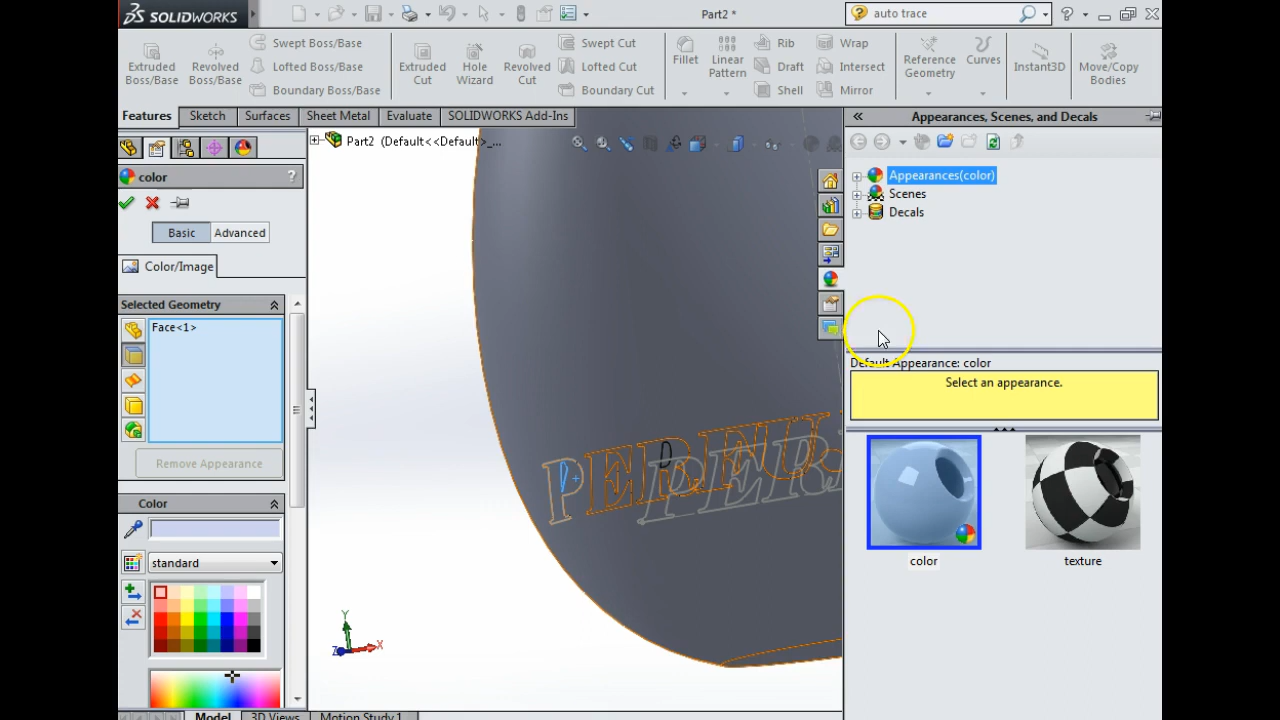 SOLIDWORKS
Part2 *
auto trace
Extruded Boss/Base
Revolved Boss/Base
Swept Boss/Base
Lofted Boss/Base
Boundary Boss/Base
Extruded Cut
Hole Wizard
Revolved Cut
Swept Cut
Lofted Cut
Boundary Cut
Fillet
Linear Pattern
Rib
Draft
Shell
Wrap
Intersect
Mirror
Reference Geometry
Curves
Instant3D
Move/Copy Bodies
Features
Sketch
Surfaces
Sheet Metal
Evaluate
SOLIDWORKS Add-Ins
Part2 (Default<<Default>_...
color
?
Basic
Advanced
Color/Image
Selected Geometry
Face<1>
Remove Appearance
Color
standard
Y
X
Z
Appearances, Scenes, and Decals
Appearances(color)
Scenes
Decals
Default Appearance: color
Select an appearance.
color
texture
Model
3D Views
Motion Study 1